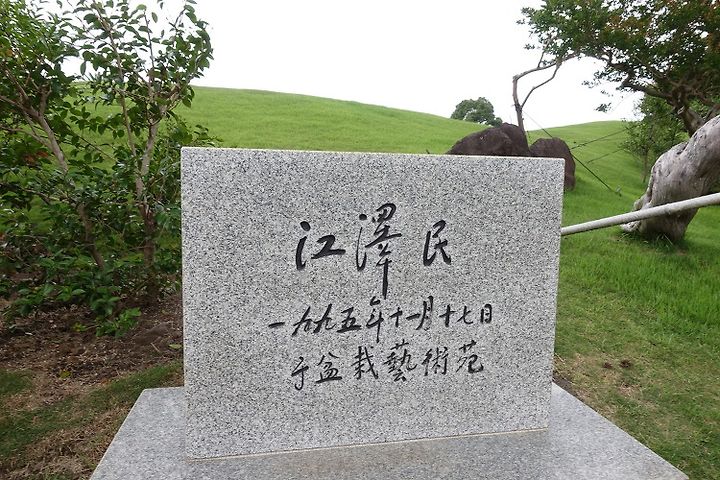 江澤民
一九九五年十一月十七日
于盆栽藝術苑